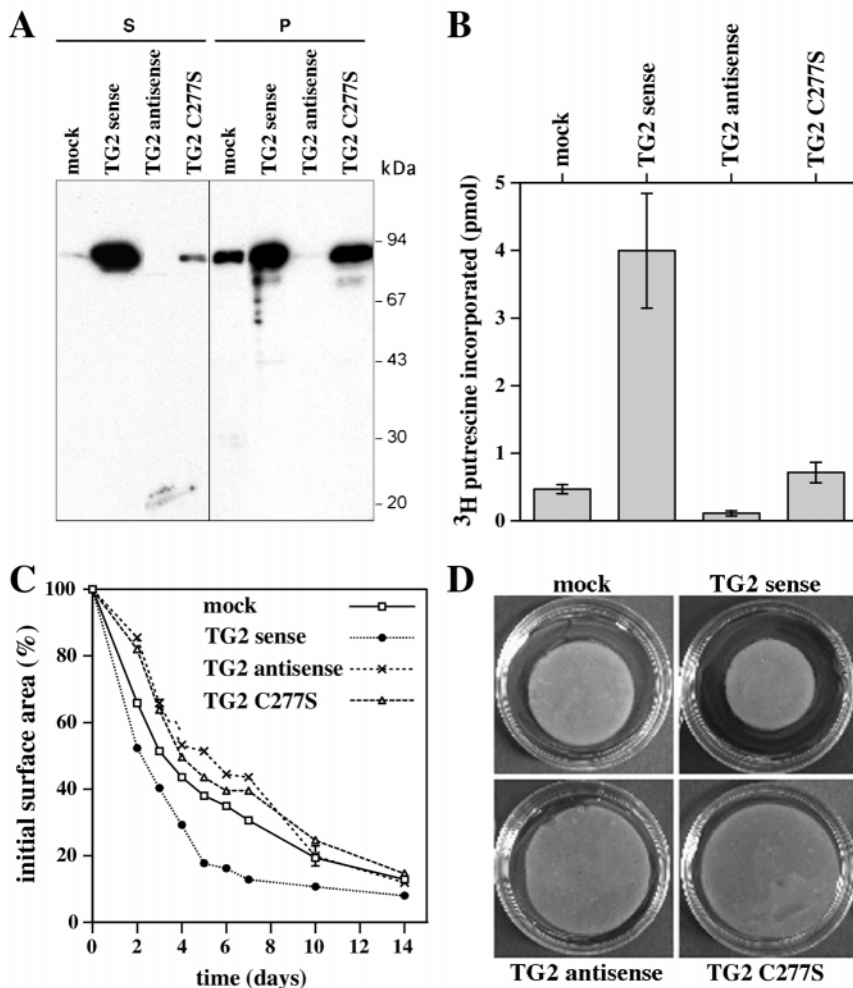 A
S P
mock
TG2 sense
TG2 antisense
TG2 C277S
mock
TG2 sense
TG2 antisense
TG2 C277S
kDa
94
67
43
30
20
B
mock
TG2 sense
TG2 antisense
TG2 C277S
³H putrescine incorporated (pmol)
5
4
3
2
1
0
C
initial surface area (%)
100
80
60
40
20
0
mock
TG2 sense
TG2 antisense
TG2 C277S
0 2 4 6 8 10 12 14
time (days)
D
mock TG2 sense
TG2 antisense TG2 C277S